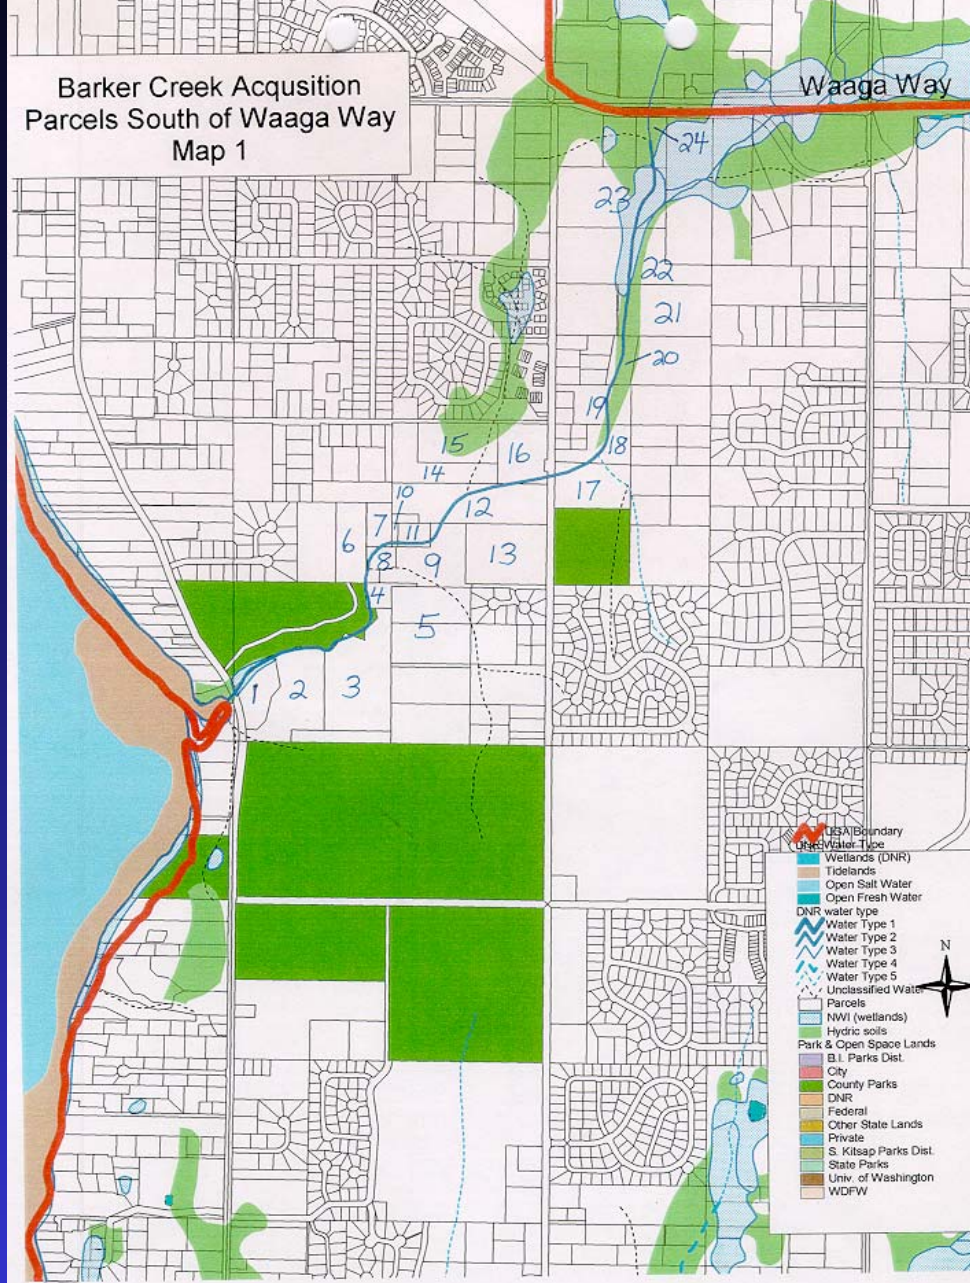 Barker Creek Acqusition
Parcels South of Waaga Way
Map 1
Waaga Way
24
23
22
21
20
19
18
15
16
14
17
10
12
7
11
6
13
8
9
4
5
1
2
3
UGA Boundary
DNR Water Type
Wetlands (DNR)
Tidelands
Open Salt Water
Open Fresh Water
DNR water type
Water Type 1
Water Type 2
Water Type 3
Water Type 4
Water Type 5
Unclassified Water
Parcels
NWI (wetlands)
Hydric soils
Park & Open Space Lands
B.I. Parks Dist.
City
County Parks
DNR
Federal
Other State Lands
Private
S. Kitsap Parks Dist.
State Parks
Univ. of Washington
WDFW
N